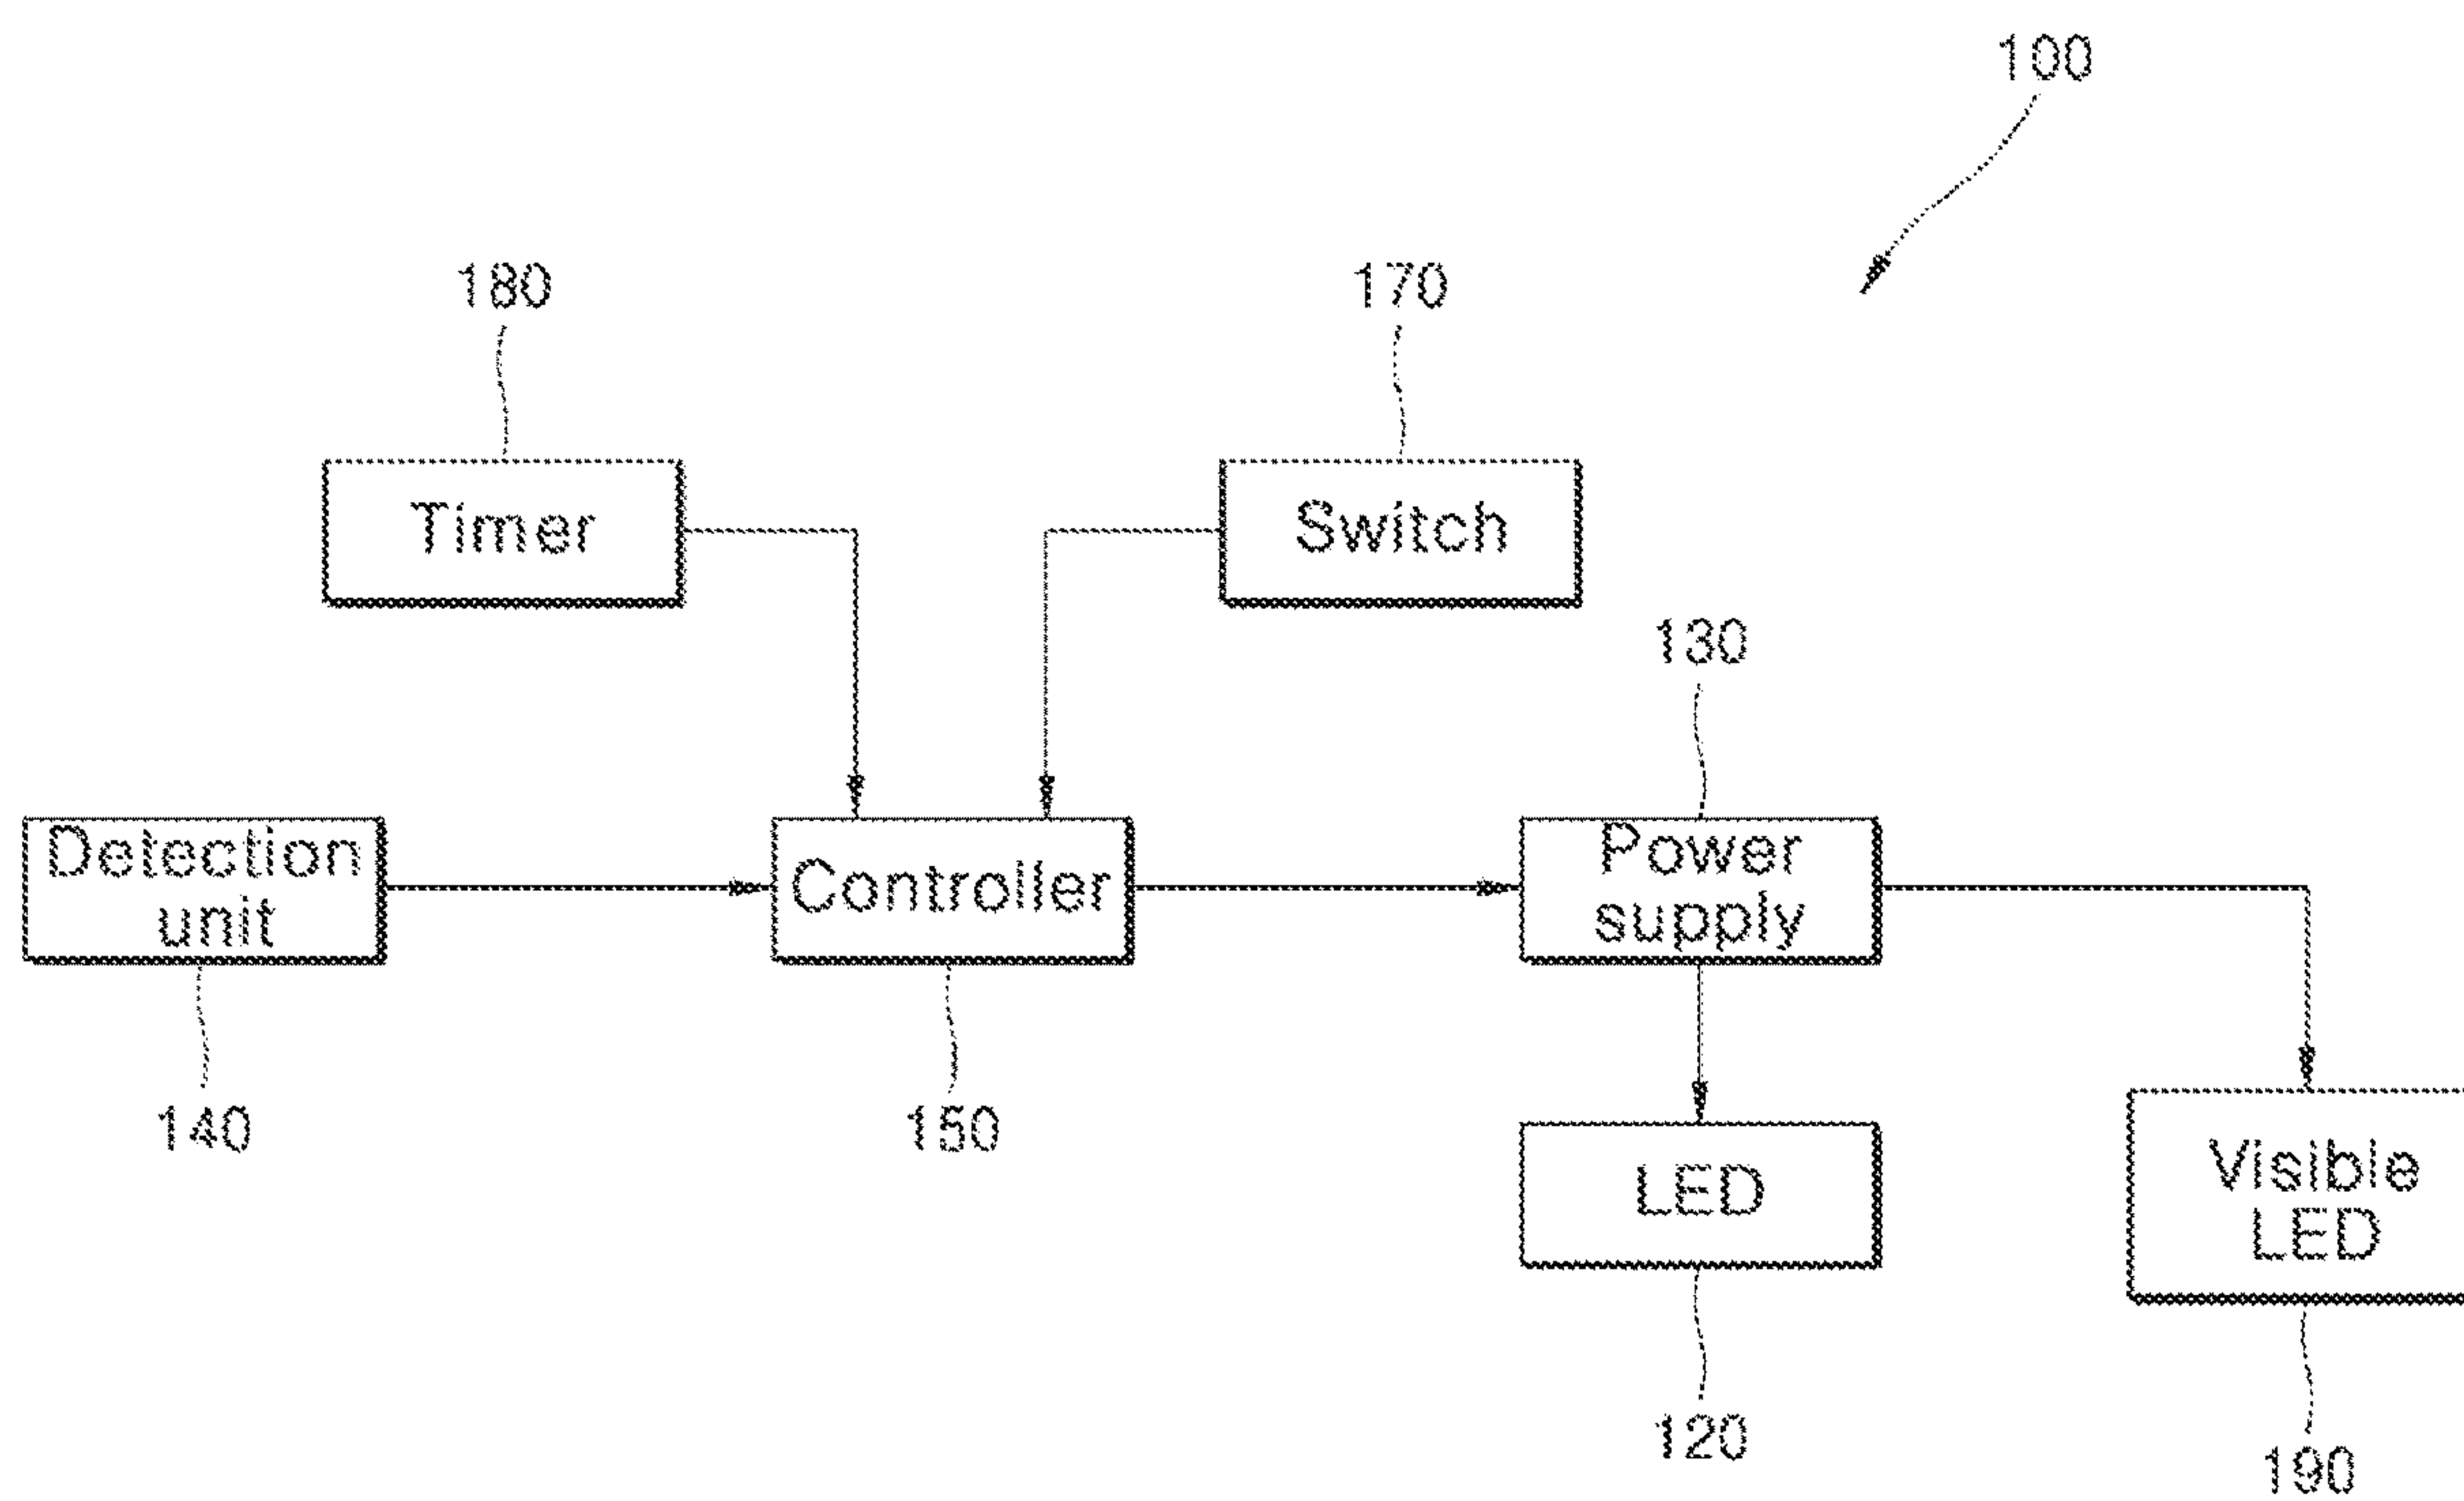 100
180
170
Timer
Switch
130
Detection
unit
Controller
Power
supply
140
150
LED
Visible
LED
120
190